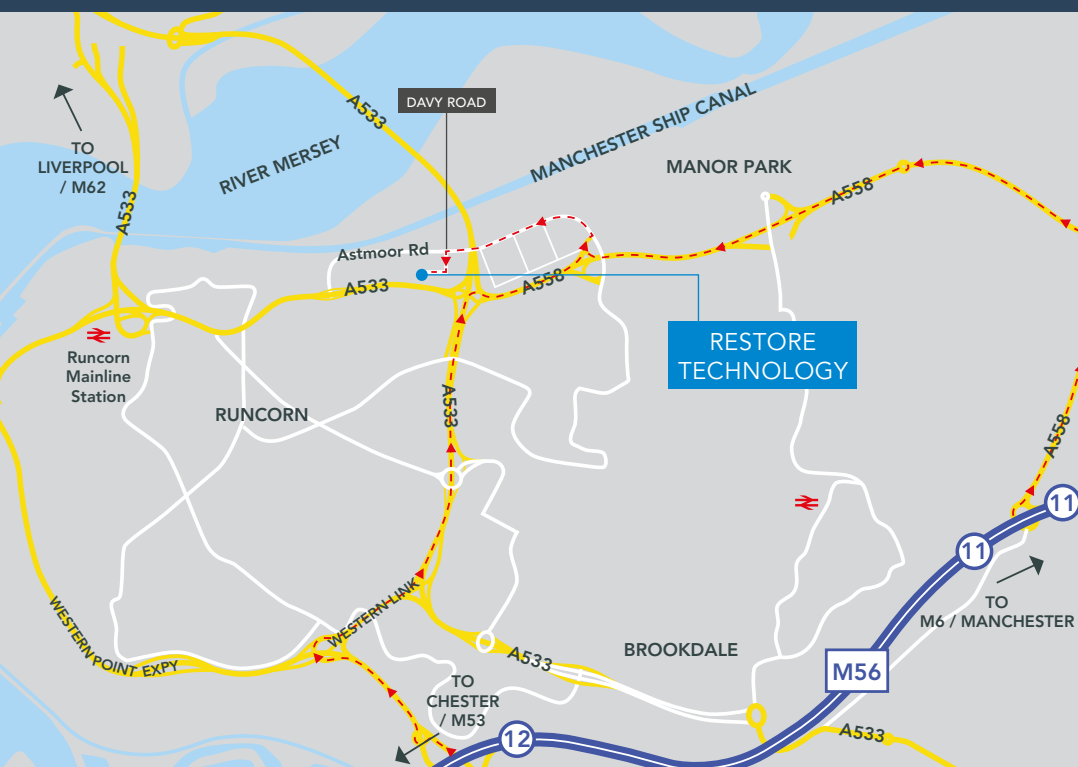 DAVY ROAD
A533
TO
LIVERPOOL
/ M62
RIVER MERSEY
MANCHESTER SHIP CANAL
MANOR PARK
A558
A533
Astmoor Rd
A533
A558
RESTORE
TECHNOLOGY
Runcorn
Mainline
Station
RUNCORN
A533
A558
11
11
TO
M6 / MANCHESTER
WESTERN LINK
WESTERN POINT EXPY
A533
BROOKDALE
M56
TO
CHESTER
/ M53
12
A533